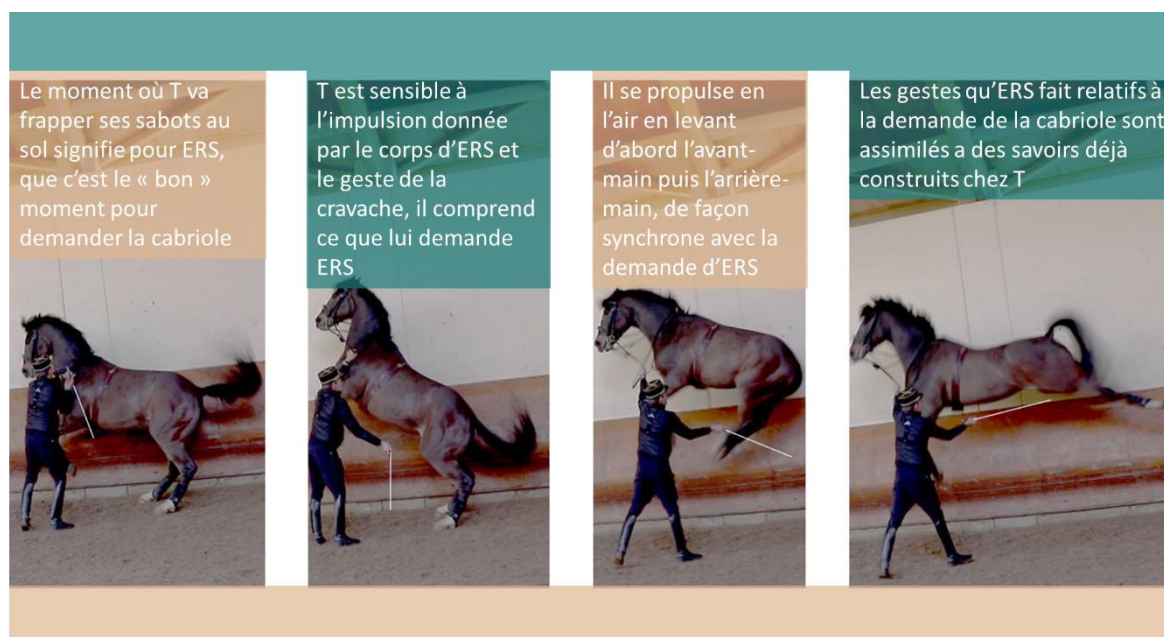 Le moment où T va
frapper ses sabots au
sol signifie pour ERS,
que c'est le « bon »
moment pour
demander la cabriole
T est sensible à
l'impulsion donnée
par le corps d'ERS et
le geste de la
cravache, il comprend
ce que lui demande
ERS
Il se propulse en
l'air en levant
d'abord l'avant-
main puis l'arrière-
main, de façon
synchrone avec la
demande d'ERS
Les gestes qu'ERS fait relatifs à
la demande de la cabriole sont
assimilés a des savoirs déjà
construits chez T